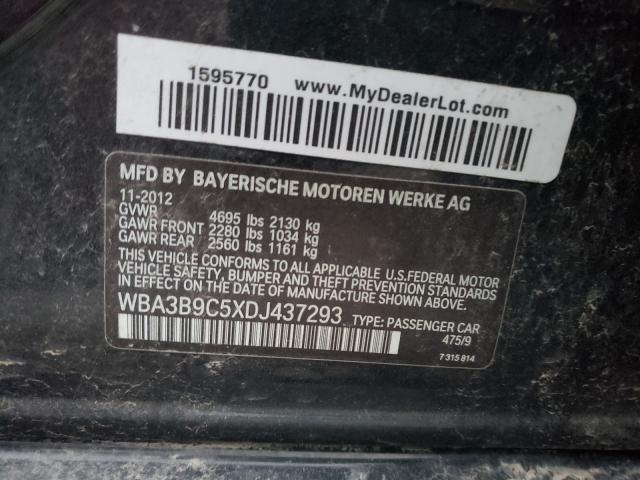 1595770 www.MyDealerLot.com
MFD BY BAYERISCHE MOTOREN WERKE AG
11-2012
GVWR 4695 lbs 2130 kg
GAWR FRONT 2280 lbs 1034 kg
GAWR REAR 2560 lbs 1161 kg
THIS VEHICLE CONFORMS TO ALL APPLICABLE U.S.FEDERAL MOTOR
VEHICLE SAFETY, BUMPER AND THEFT PREVENTION STANDARDS
IN EFFECT ON THE DATE OF MANUFACTURE SHOWN ABOVE.
WBA3B9C5XDJ437293 TYPE: PASSENGER CAR
475/9
7 315 814